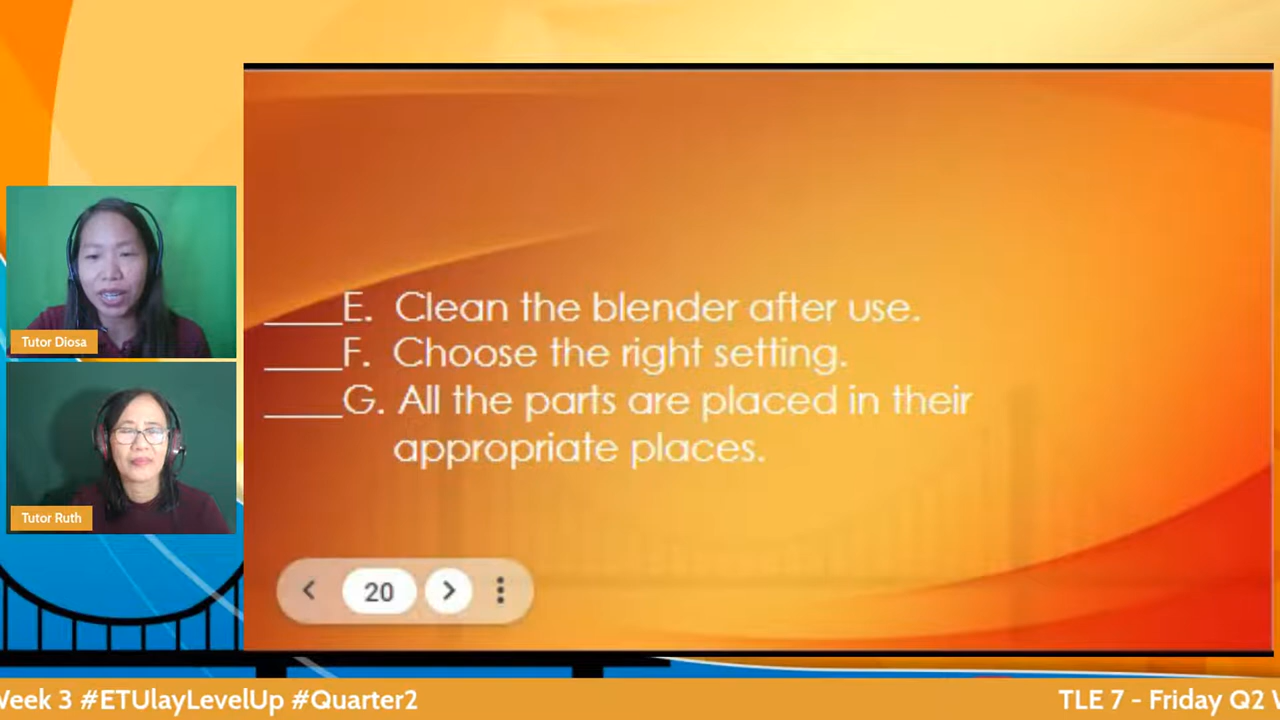 ____E. Clean the blender after use.
____F. Choose the right setting.
____G. All the parts are placed in their
appropriate places.
Tutor Diosa
Tutor Ruth
20
Week 3 #ETUlayLevelUp #Quarter2
TLE 7 - Friday Q2